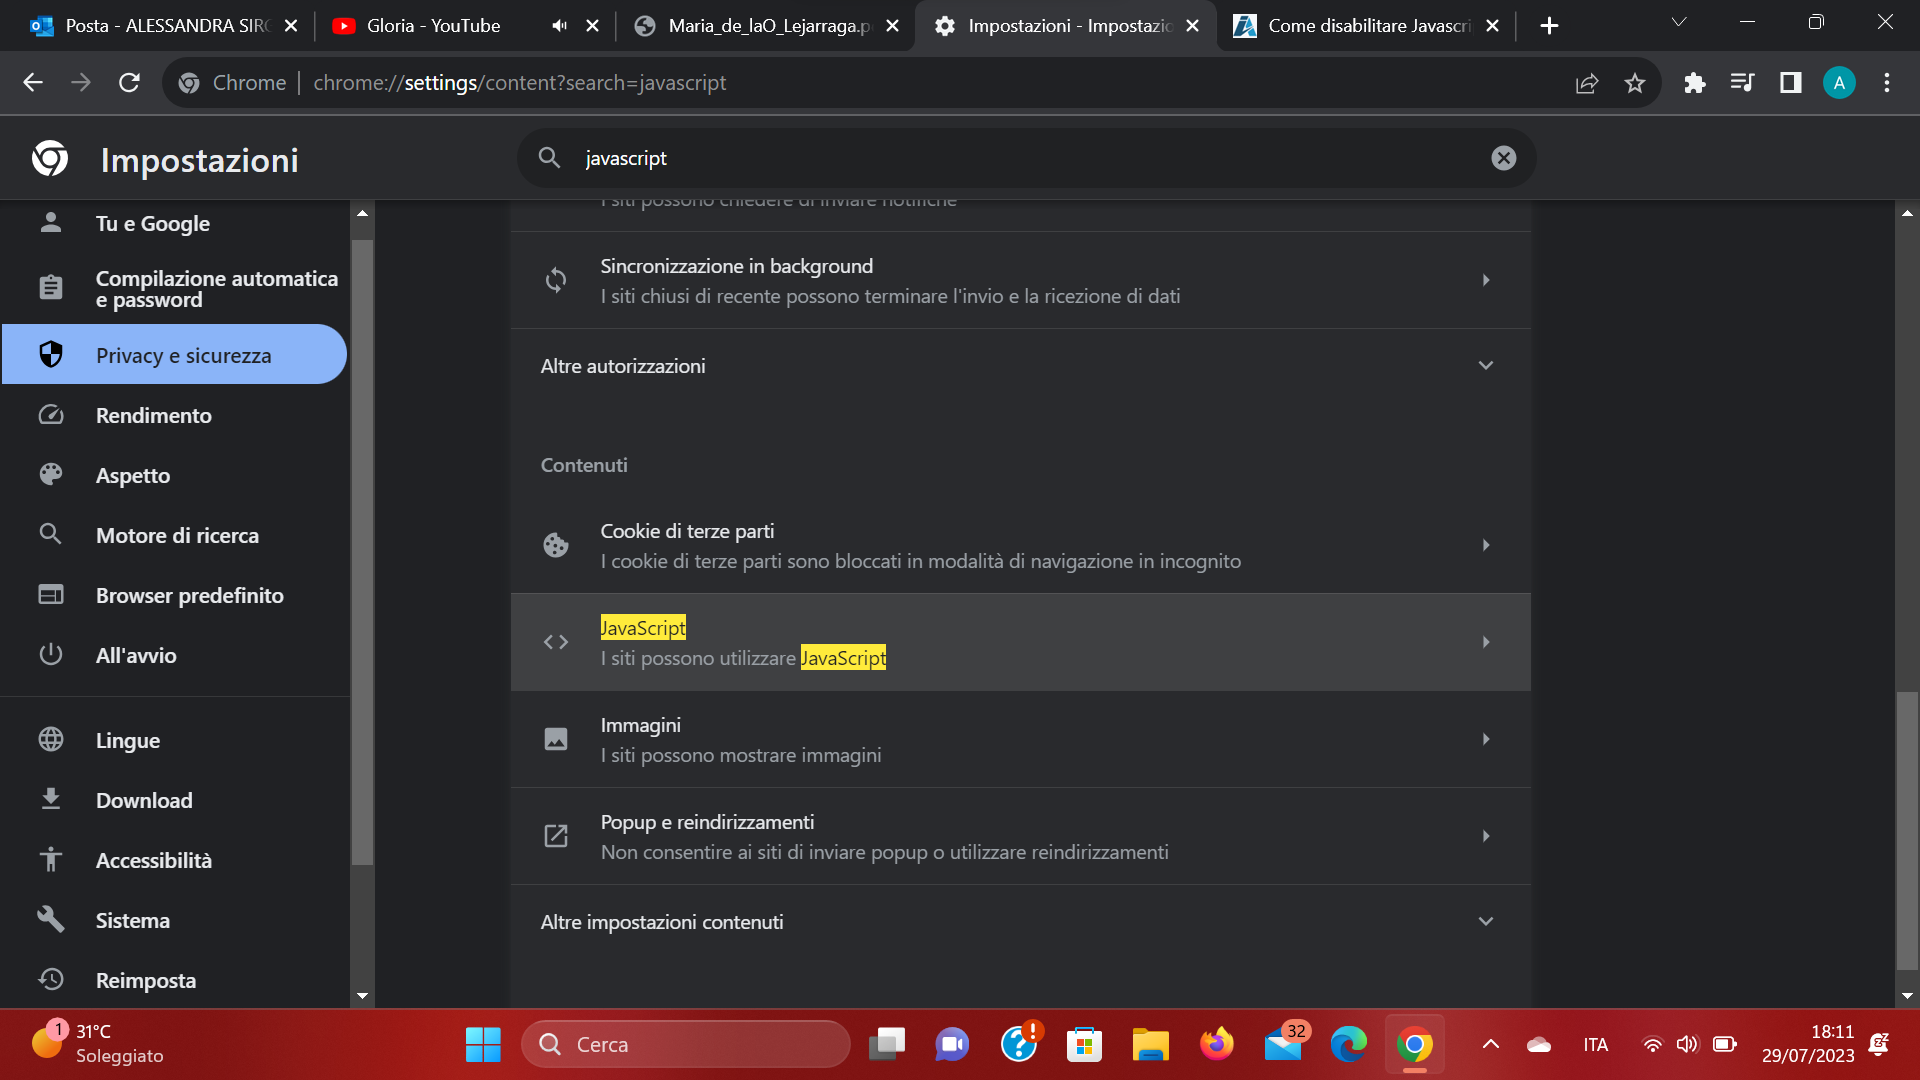 Posta - ALESSANDRA SIRC
Gloria - YouTube
Maria_de_laO_Lejarraga.p
Impostazioni - Impostazio
Come disabilitare Javascri
Chrome
chrome://settings/content?search=javascript
A
Impostazioni
javascript
Tu e Google
Compilazione automatica
e password
Privacy e sicurezza
Rendimento
Aspetto
Motore di ricerca
Browser predefinito
All'avvio
Lingue
Download
Accessibilità
Sistema
Reimposta
I siti possono chiedere di inviare notifiche
Sincronizzazione in background
I siti chiusi di recente possono terminare l'invio e la ricezione di dati
Altre autorizzazioni
Contenuti
Cookie di terze parti
I cookie di terze parti sono bloccati in modalità di navigazione in incognito
JavaScript
I siti possono utilizzare JavaScript
Immagini
I siti possono mostrare immagini
Popup e reindirizzamenti
Non consentire ai siti di inviare popup o utilizzare reindirizzamenti
Altre impostazioni contenuti
1
31°C
Soleggiato
Cerca
32
ITA
18:11
29/07/2023